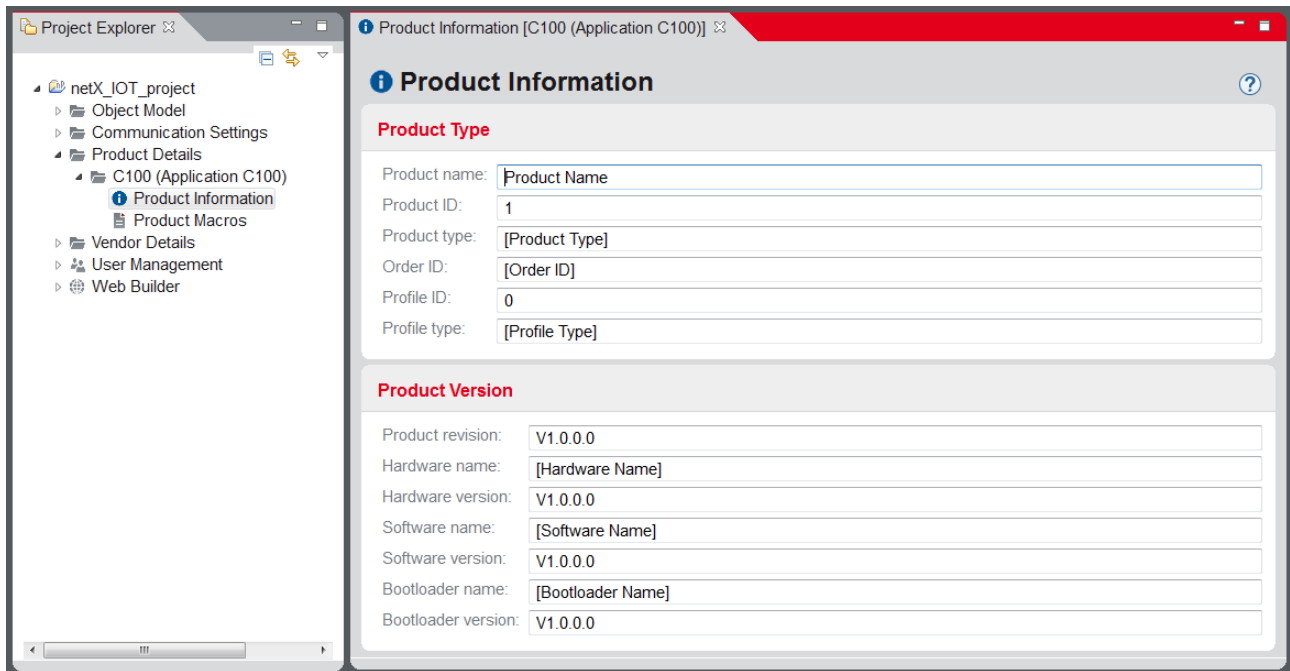 Project Explorer
netX_IOT_project
Object Model
Communication Settings
Product Details
C100 (Application C100)
Product Information
Product Macros
Vendor Details
User Management
Web Builder
Product Information [C100 (Application C100)]
Product Information
Product Type
Product name: Product Name
Product ID: 1
Product type: [Product Type]
Order ID: [Order ID]
Profile ID: 0
Profile type: [Profile Type]
Product Version
Product revision: V1.0.0.0
Hardware name: [Hardware Name]
Hardware version: V1.0.0.0
Software name: [Software Name]
Software version: V1.0.0.0
Bootloader name: [Bootloader Name]
Bootloader version: V1.0.0.0